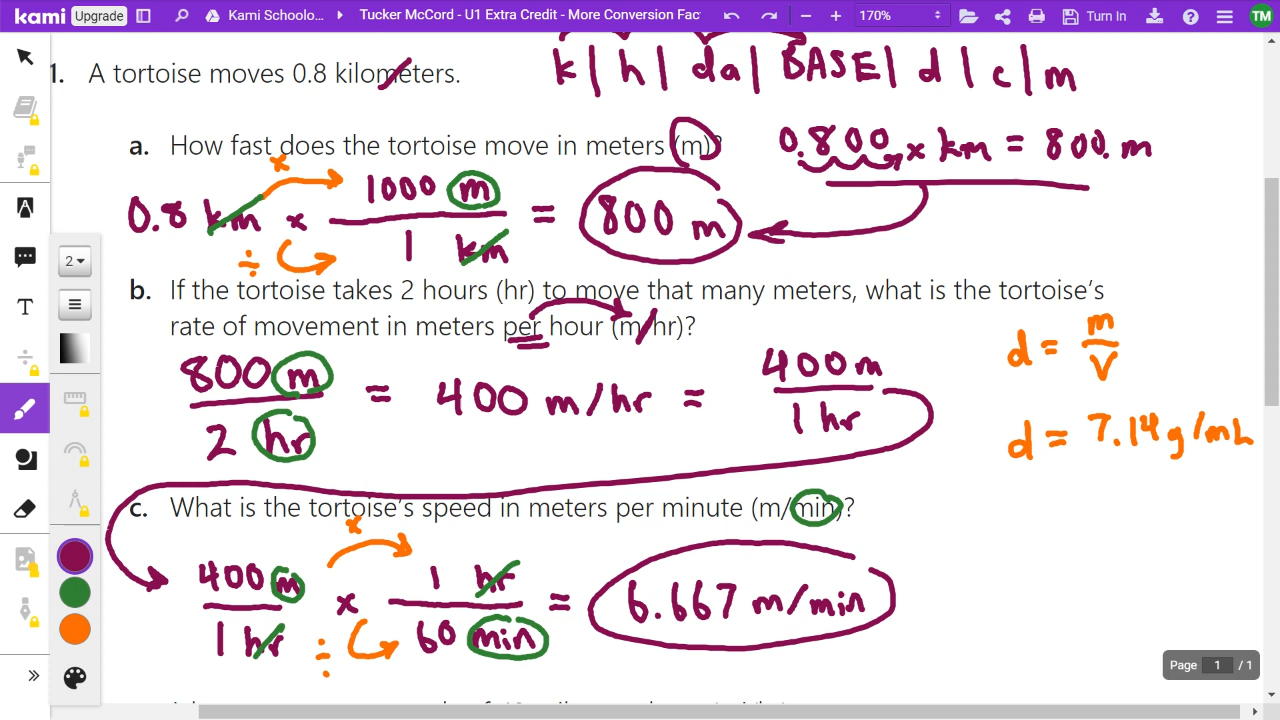 kami Upgrade Kami Schoolo... Tucker McCord - U1 Extra Credit - More Conversion Fac 170% Turn In TM
k | h | da | BASE | d | c | m
1. A tortoise moves 0.8 kilometers.
a. How fast does the tortoise move in meters (m)?
0.800 x km = 800. m
x
0.8 km x 1000 m / 1 km = 800 m
÷
b. If the tortoise takes 2 hours (hr) to move that many meters, what is the tortoise's
rate of movement in meters per hour (m/hr)?
800 m / 2 hr = 400 m/hr = 400 m / 1 hr
d = m / V
d = 7.14 g/mL
c. What is the tortoise's speed in meters per minute (m/min)?
x
400 m / 1 hr x 1 hr / 60 min = 6.667 m/min
÷
2
T
A
Page 1 / 1